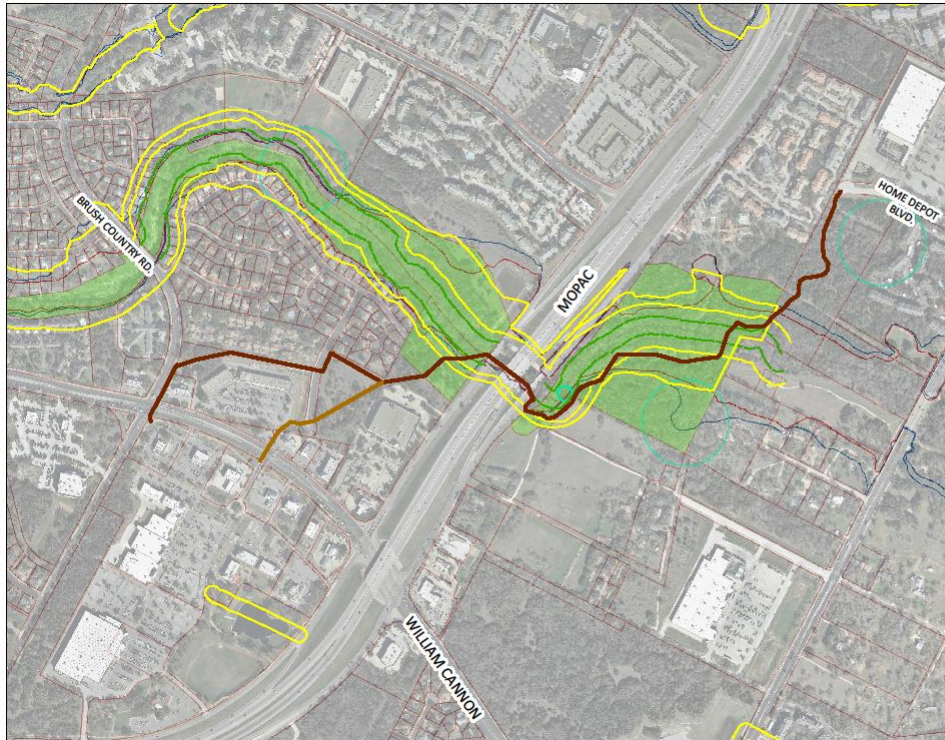 HOME DEPOT
BLVD.
BRUSH COUNTRY RD.
MOPAC
WILLIAM CANNON